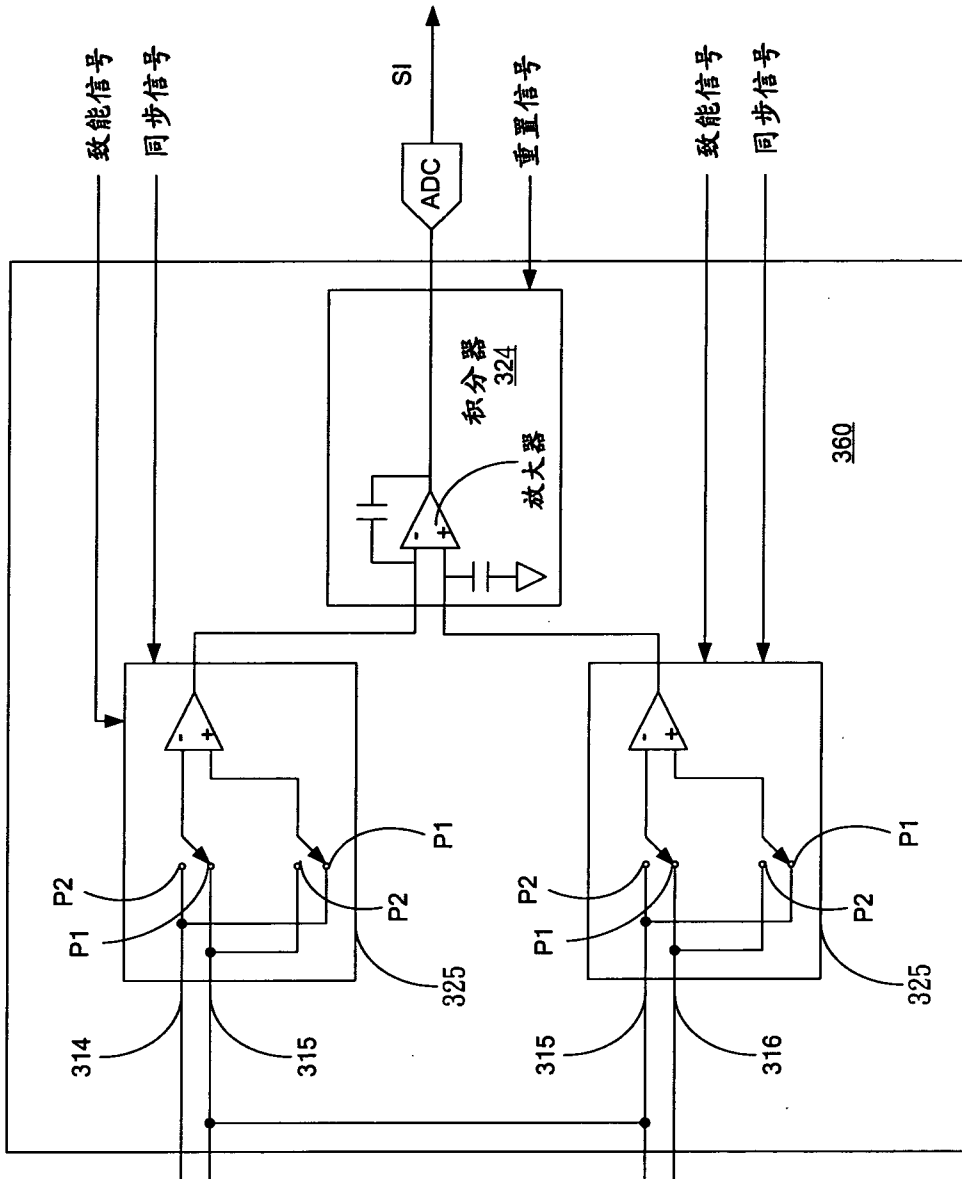 致能信号
同步信号
SI
ADC
重置信号
致能信号
同步信号
积分器
324
放大器
360
-
+
-
+
-
+
P2
P1
P2
P1
325
314
315
P2
P1
P2
P1
325
315
316